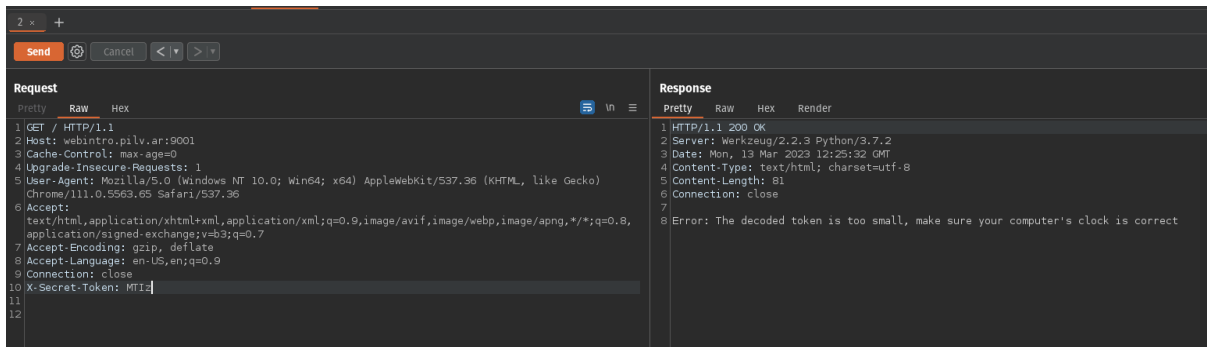 2 × +
Send Cancel < >
Request
Pretty Raw Hex \n
1 GET / HTTP/1.1
2 Host: webintro.pilv.ar:9001
3 Cache-Control: max-age=0
4 Upgrade-Insecure-Requests: 1
5 User-Agent: Mozilla/5.0 (Windows NT 10.0; Win64; x64) AppleWebKit/537.36 (KHTML, like Gecko)
Chrome/111.0.5563.65 Safari/537.36
6 Accept:
text/html,application/xhtml+xml,application/xml;q=0.9,image/avif,image/webp,image/apng,*/*;q=0.8,
application/signed-exchange;v=b3;q=0.7
7 Accept-Encoding: gzip, deflate
8 Accept-Language: en-US,en;q=0.9
9 Connection: close
10 X-Secret-Token: MTIz
11
12
Response
Pretty Raw Hex Render
1 HTTP/1.1 200 OK
2 Server: Werkzeug/2.2.3 Python/3.7.2
3 Date: Mon, 13 Mar 2023 12:25:32 GMT
4 Content-Type: text/html; charset=utf-8
5 Content-Length: 81
6 Connection: close
7
8 Error: The decoded token is too small, make sure your computer's clock is correct